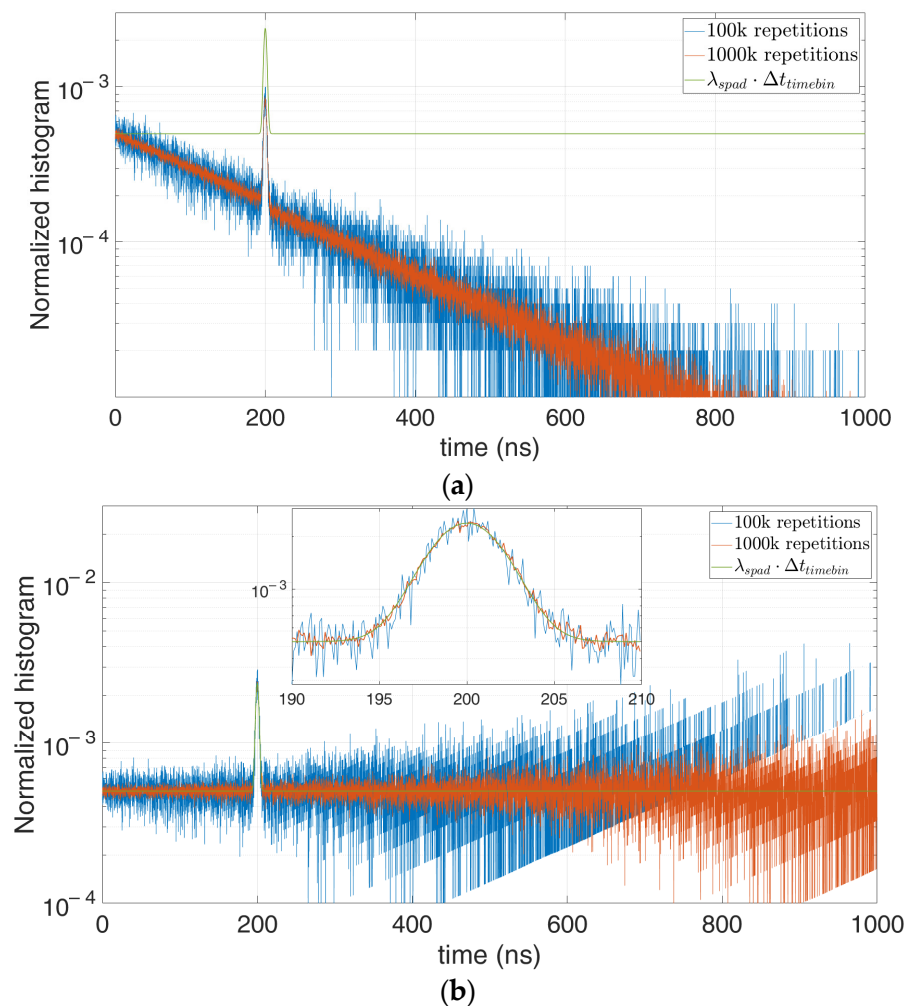 100k repetitions
1000k repetitions
λ_spad · Δt_timebin
10^-3
10^-4
Normalized histogram
0 200 400 600 800 1000
time (ns)
(a)
100k repetitions
1000k repetitions
λ_spad · Δt_timebin
10^-2
10^-3
10^-4
10^-3
190 195 200 205 210
Normalized histogram
0 200 400 600 800 1000
time (ns)
(b)